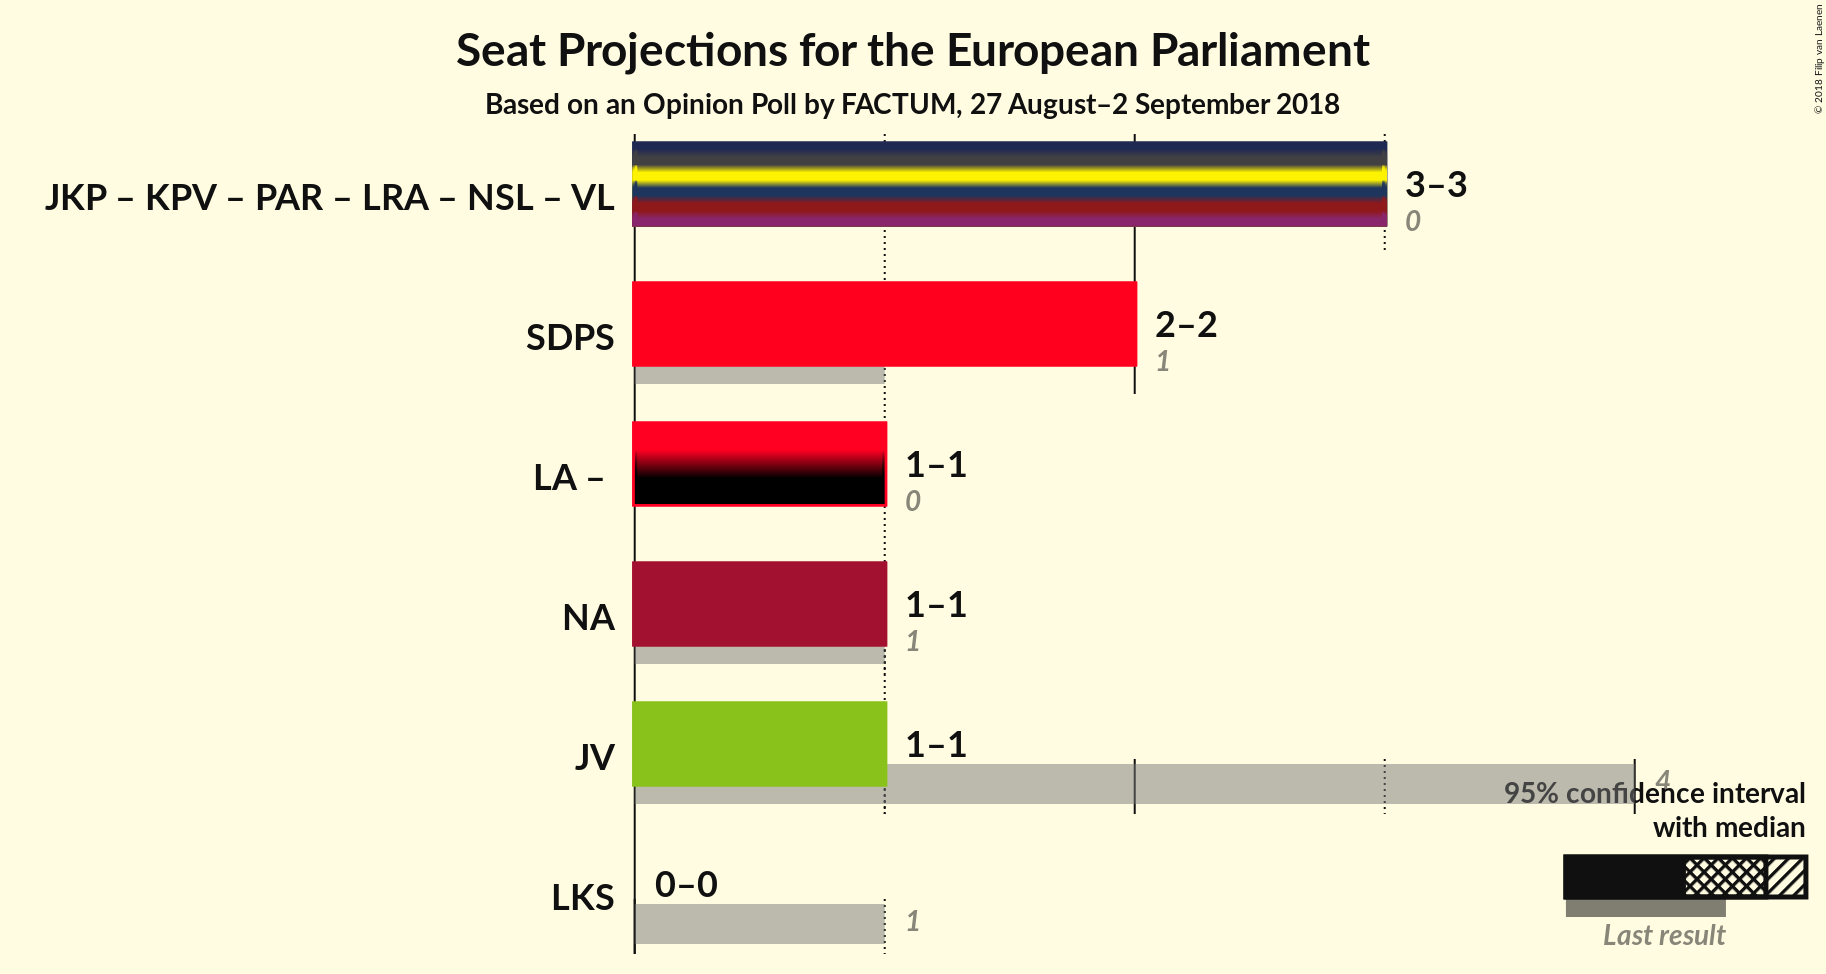 Seat Projections for the European Parliament
Based on an Opinion Poll by FACTUM, 27 August–2 September 2018
© 2018 Filip van Laenen
JKP – KPV – PAR – LRA – NSL – VL
3–3
0
SDPS
2–2
1
LA –
1–1
0
NA
1–1
1
JV
1–1
4
95% confidence interval
with median
LKS
0–0
1
Last result